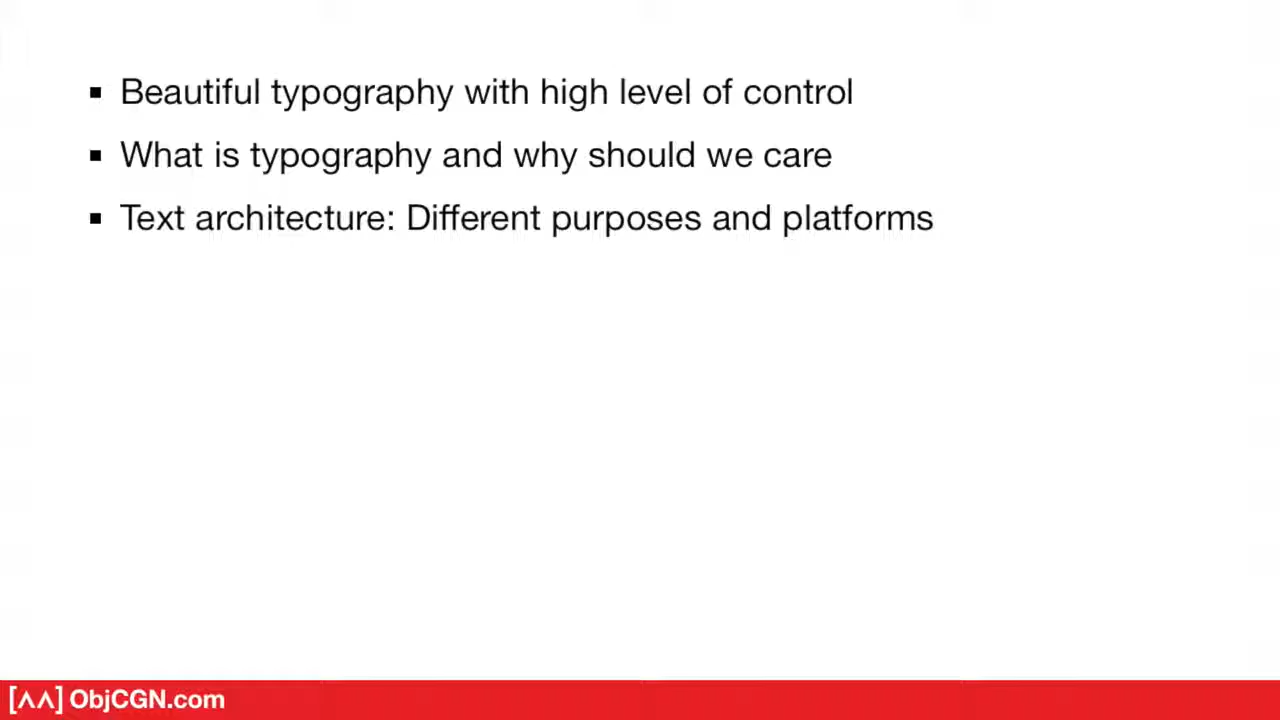 ▪ Beautiful typography with high level of control
▪ What is typography and why should we care
▪ Text architecture: Different purposes and platforms
[ʌʌ] ObjCGN.com